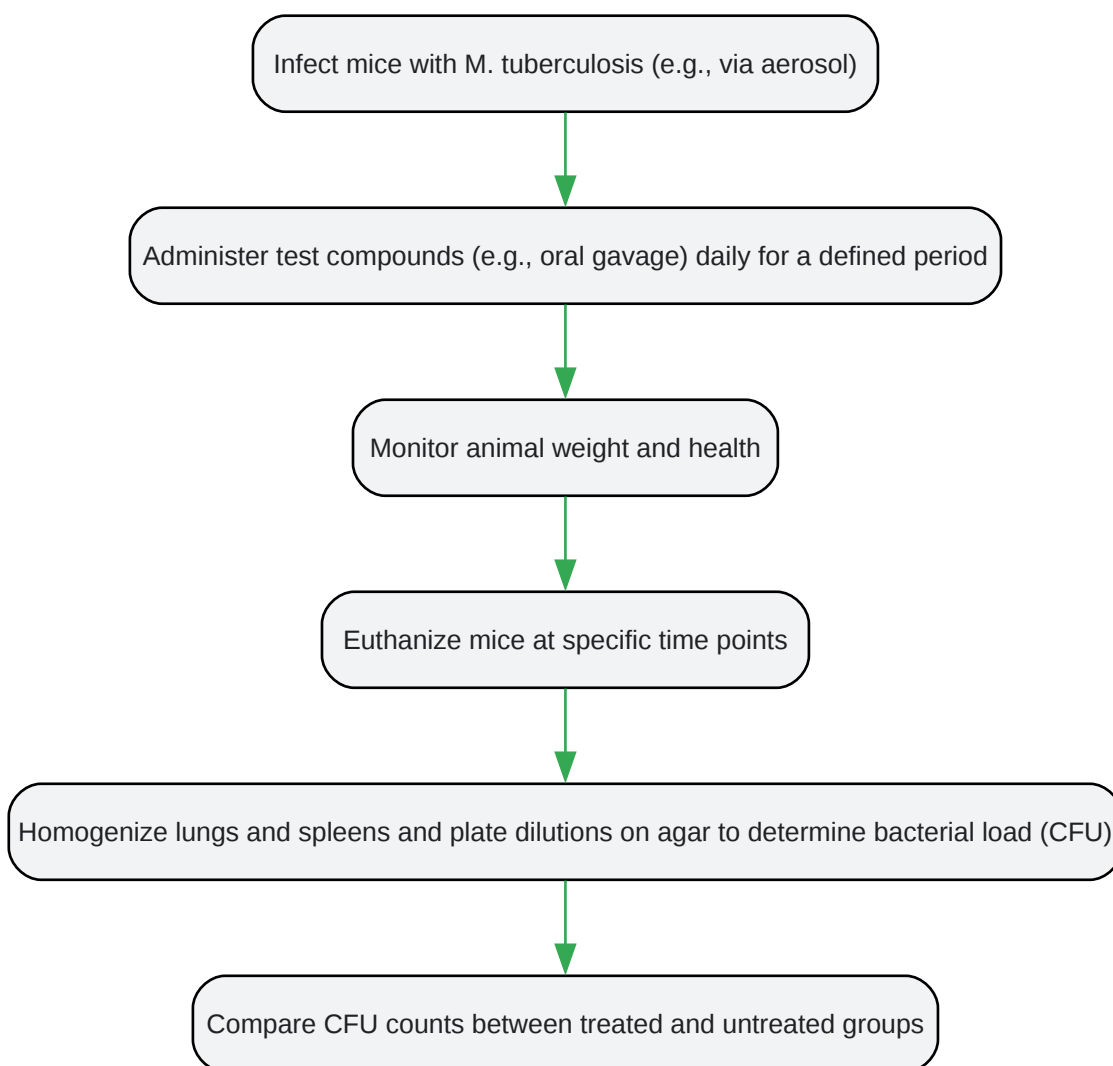 Infect mice with M. tuberculosis (e.g., via aerosol)
Administer test compounds (e.g., oral gavage) daily for a defined period
Monitor animal weight and health
Euthanize mice at specific time points
Homogenize lungs and spleens and plate dilutions on agar to determine bacterial load (CFU)
Compare CFU counts between treated and untreated groups